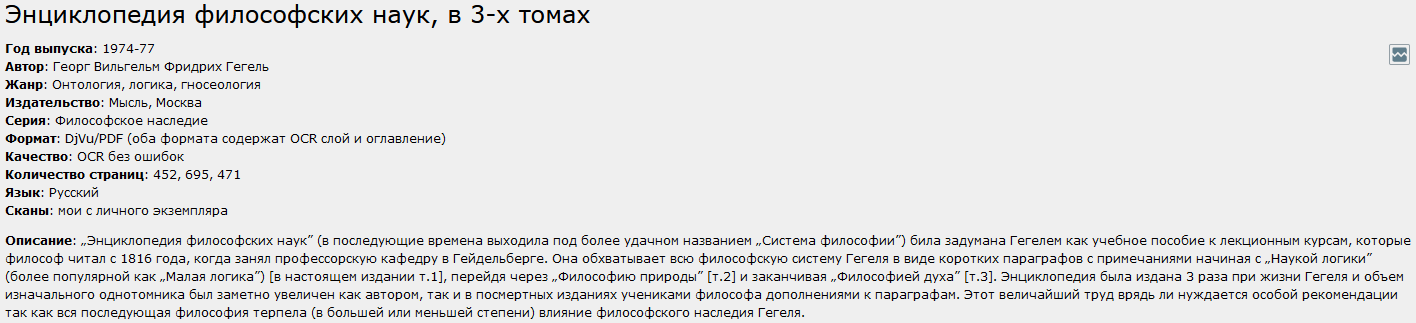 Энциклопедия философских наук, в 3-х томах
Год выпуска: 1974-77
Автор: Георг Вильгельм Фридрих Гегель
Жанр: Онтология, логика, гносеология
Издательство: Мысль, Москва
Серия: Философское наследие
Формат: DjVu/PDF (оба формата содержат OCR слой и оглавление)
Качество: OCR без ошибок
Количество страниц: 452, 695, 471
Язык: Русский
Сканы: мои с личного экземпляра
Описание: „Энциклопедия философских наук” (в последующие времена выходила под более удачном названием „Система философии”) била задумана Гегелем как учебное пособие к лекционным курсам, которые
философ читал с 1816 года, когда занял профессорскую кафедру в Гейдельберге. Она обхватывает всю философскую систему Гегеля в виде коротких параграфов с примечаниями начиная с „Наукой логики”
(более популярной как „Малая логика”) [в настоящем издании т.1], перейдя через „Философию природы” [т.2] и заканчивая „Философией духа” [т.3]. Энциклопедия была издана 3 раза при жизни Гегеля и объем
изначального однотомника был заметно увеличен как автором, так и в посмертных изданиях учениками философа дополнениями к параграфам. Этот величайший труд врядь ли нуждается особой рекомендации
так как вся последующая философия терпела (в большей или меньшей степени) влияние философского наследия Гегеля.